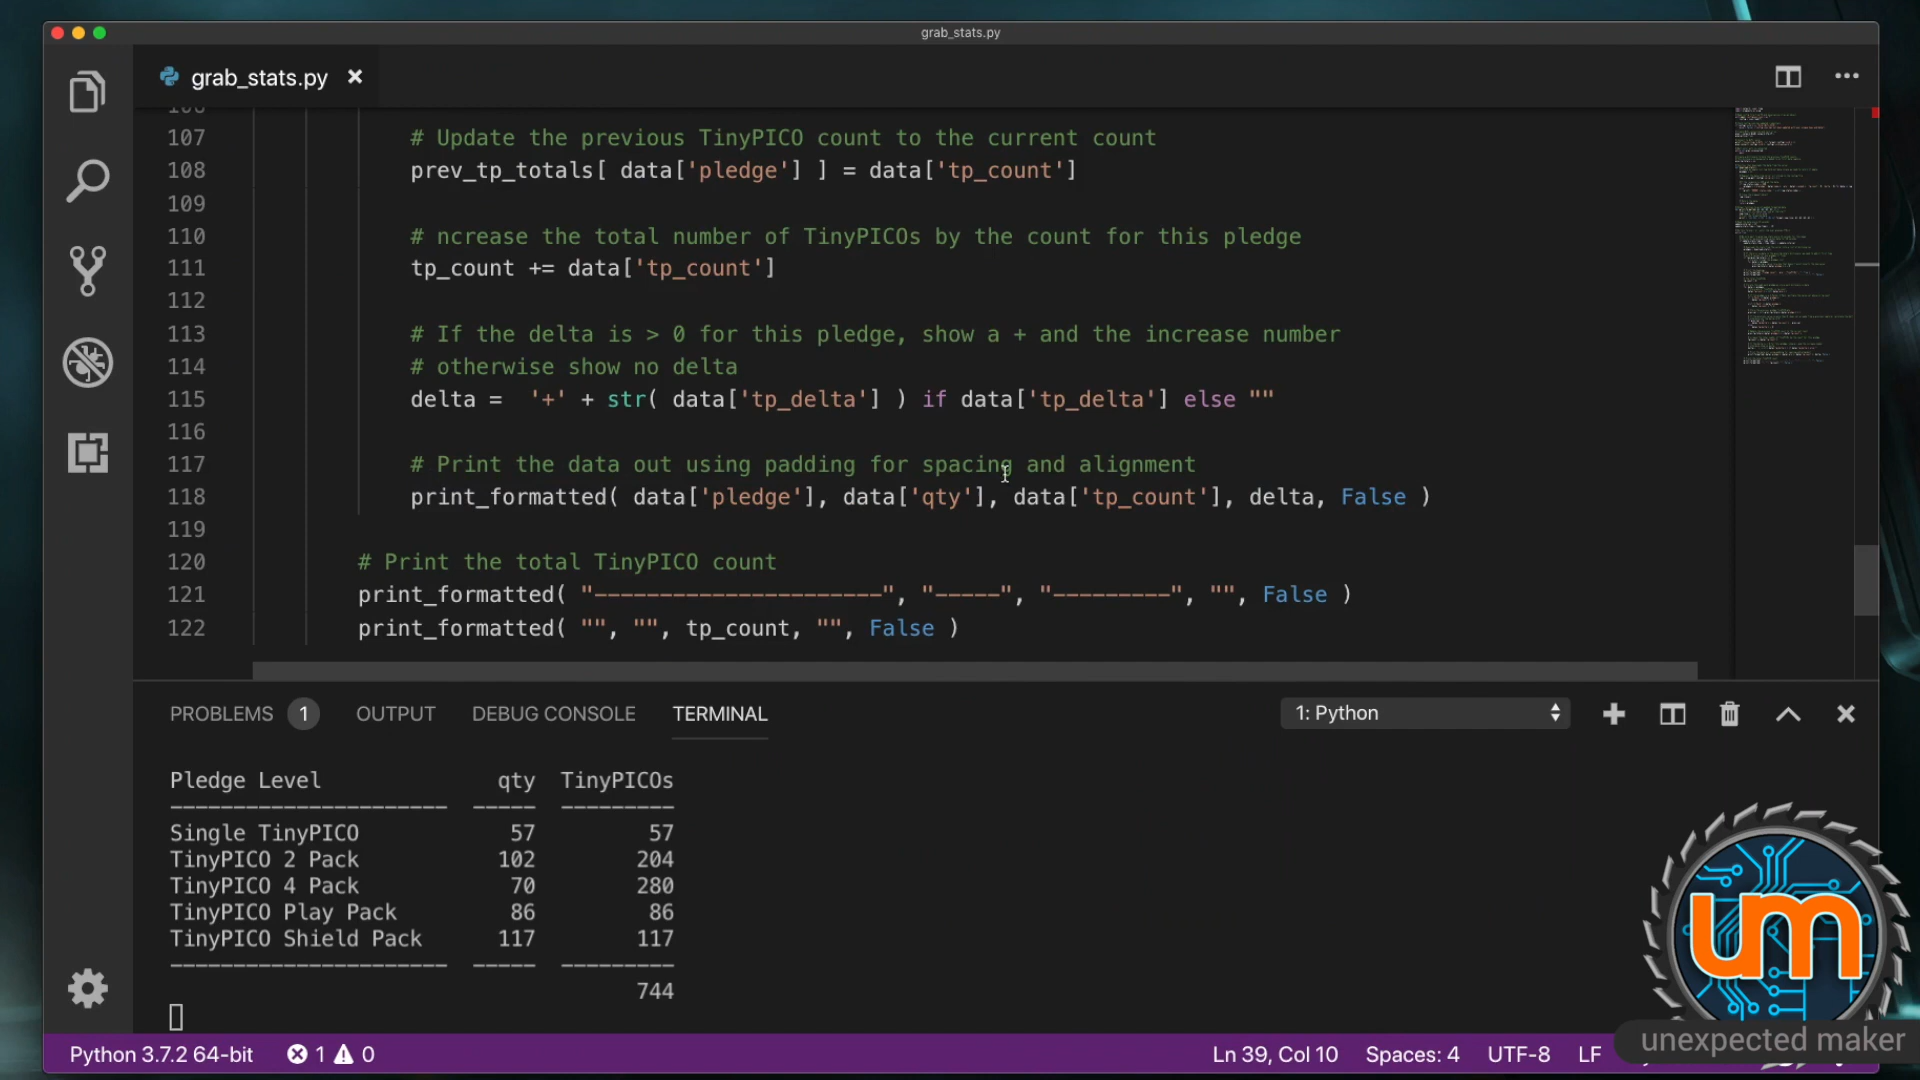 grab_stats.py
grab_stats.py
107 # Update the previous TinyPICO count to the current count
108 prev_tp_totals[ data['pledge'] ] = data['tp_count']
109
110 # ncrease the total number of TinyPICOs by the count for this pledge
111 tp_count += data['tp_count']
112
113 # If the delta is > 0 for this pledge, show a + and the increase number
114 # otherwise show no delta
115 delta =  '+' + str( data['tp_delta'] ) if data['tp_delta'] else ""
116
117 # Print the data out using padding for spacing and alignment
118 print_formatted( data['pledge'], data['qty'], data['tp_count'], delta, False )
119
120 # Print the total TinyPICO count
121 print_formatted( "----------------------", "-----", "---------", "", False )
122 print_formatted( "", "", tp_count, "", False )
PROBLEMS 1 OUTPUT DEBUG CONSOLE TERMINAL 1: Python
Pledge Level qty TinyPICOs
---------------------- ----- ---------
Single TinyPICO 57 57
TinyPICO 2 Pack 102 204
TinyPICO 4 Pack 70 280
TinyPICO Play Pack 86 86
TinyPICO Shield Pack 117 117
---------------------- ----- ---------
744
um
unexpected maker
Python 3.7.2 64-bit 1 0 Ln 39, Col 10 Spaces: 4 UTF-8 LF